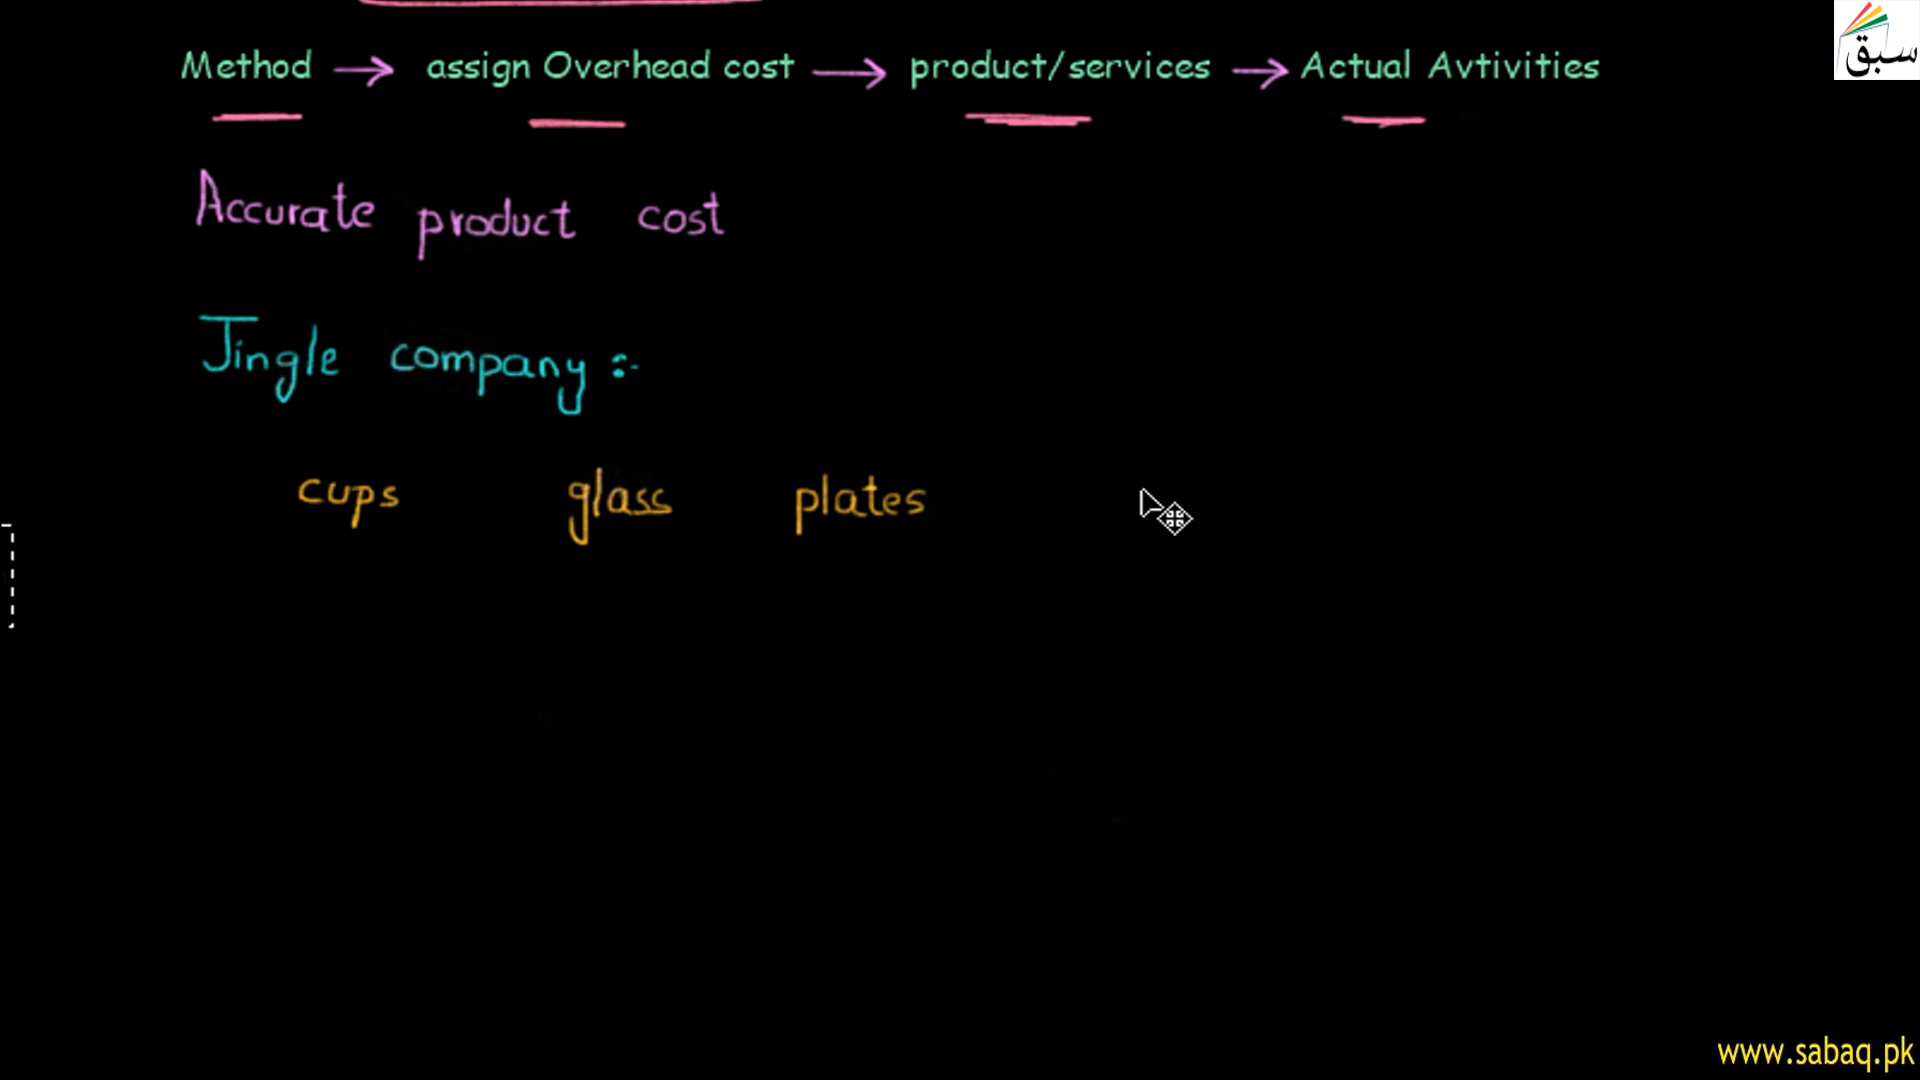 Method → assign Overhead cost → product/services → Actual Avtivities
سبق
Accurate product cost
Jingle company :-
cups glass plates
www.sabaq.pk